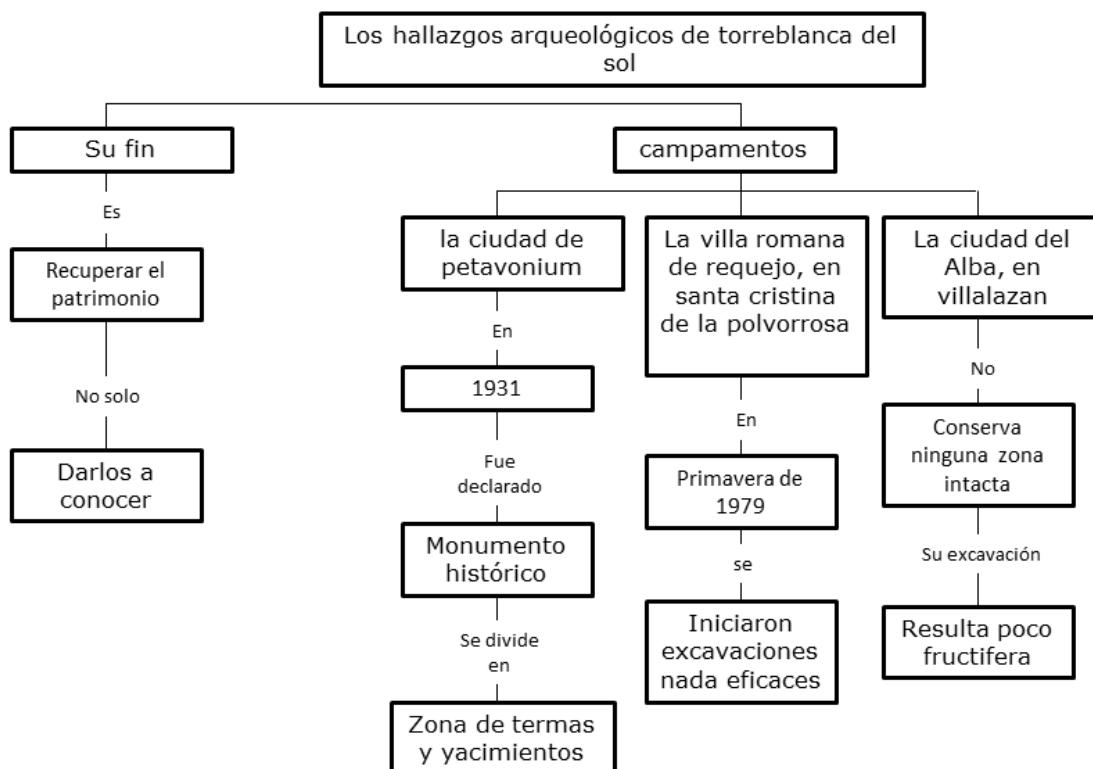 Los hallazgos arqueológicos de torreblanca del
sol
Su fin
campamentos
Es
Recuperar el
patrimonio
No solo
Darlos a
conocer
la ciudad de
petavonium
En
1931
Fue
declarado
Monumento
histórico
Se divide
en
Zona de termas
y yacimientos
La villa romana
de requejo, en
santa cristina
de la polvorrosa
En
Primavera de
1979
se
Iniciaron
excavaciones
nada eficaces
La ciudad del
Alba, en
villalazan
No
Conserva
ninguna zona
intacta
Su excavación
Resulta poco
fructifera